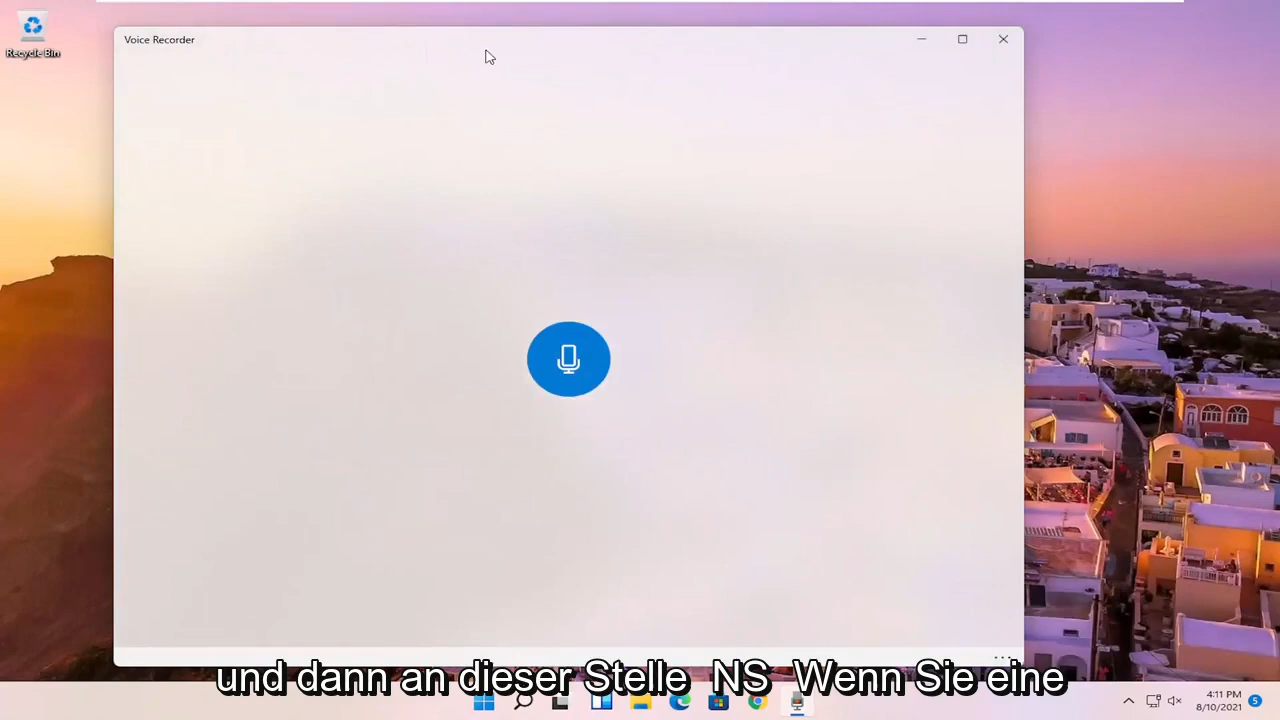 Recycle Bin
Voice Recorder
und dann an dieser Stelle NS Wenn Sie eine
4:11 PM
8/10/2021
5